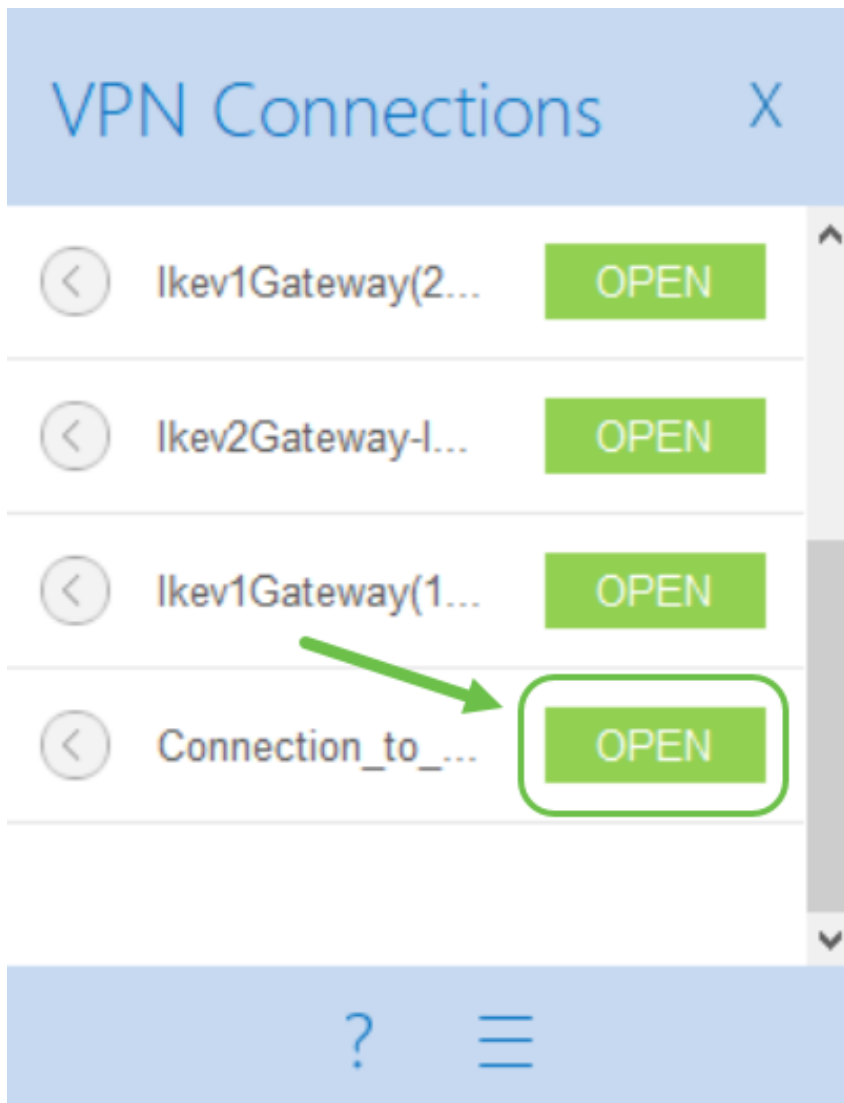 VPN Connections X
Ikev1Gateway(2... OPEN
Ikev2Gateway-I... OPEN
Ikev1Gateway(1... OPEN
Connection_to_... OPEN
?